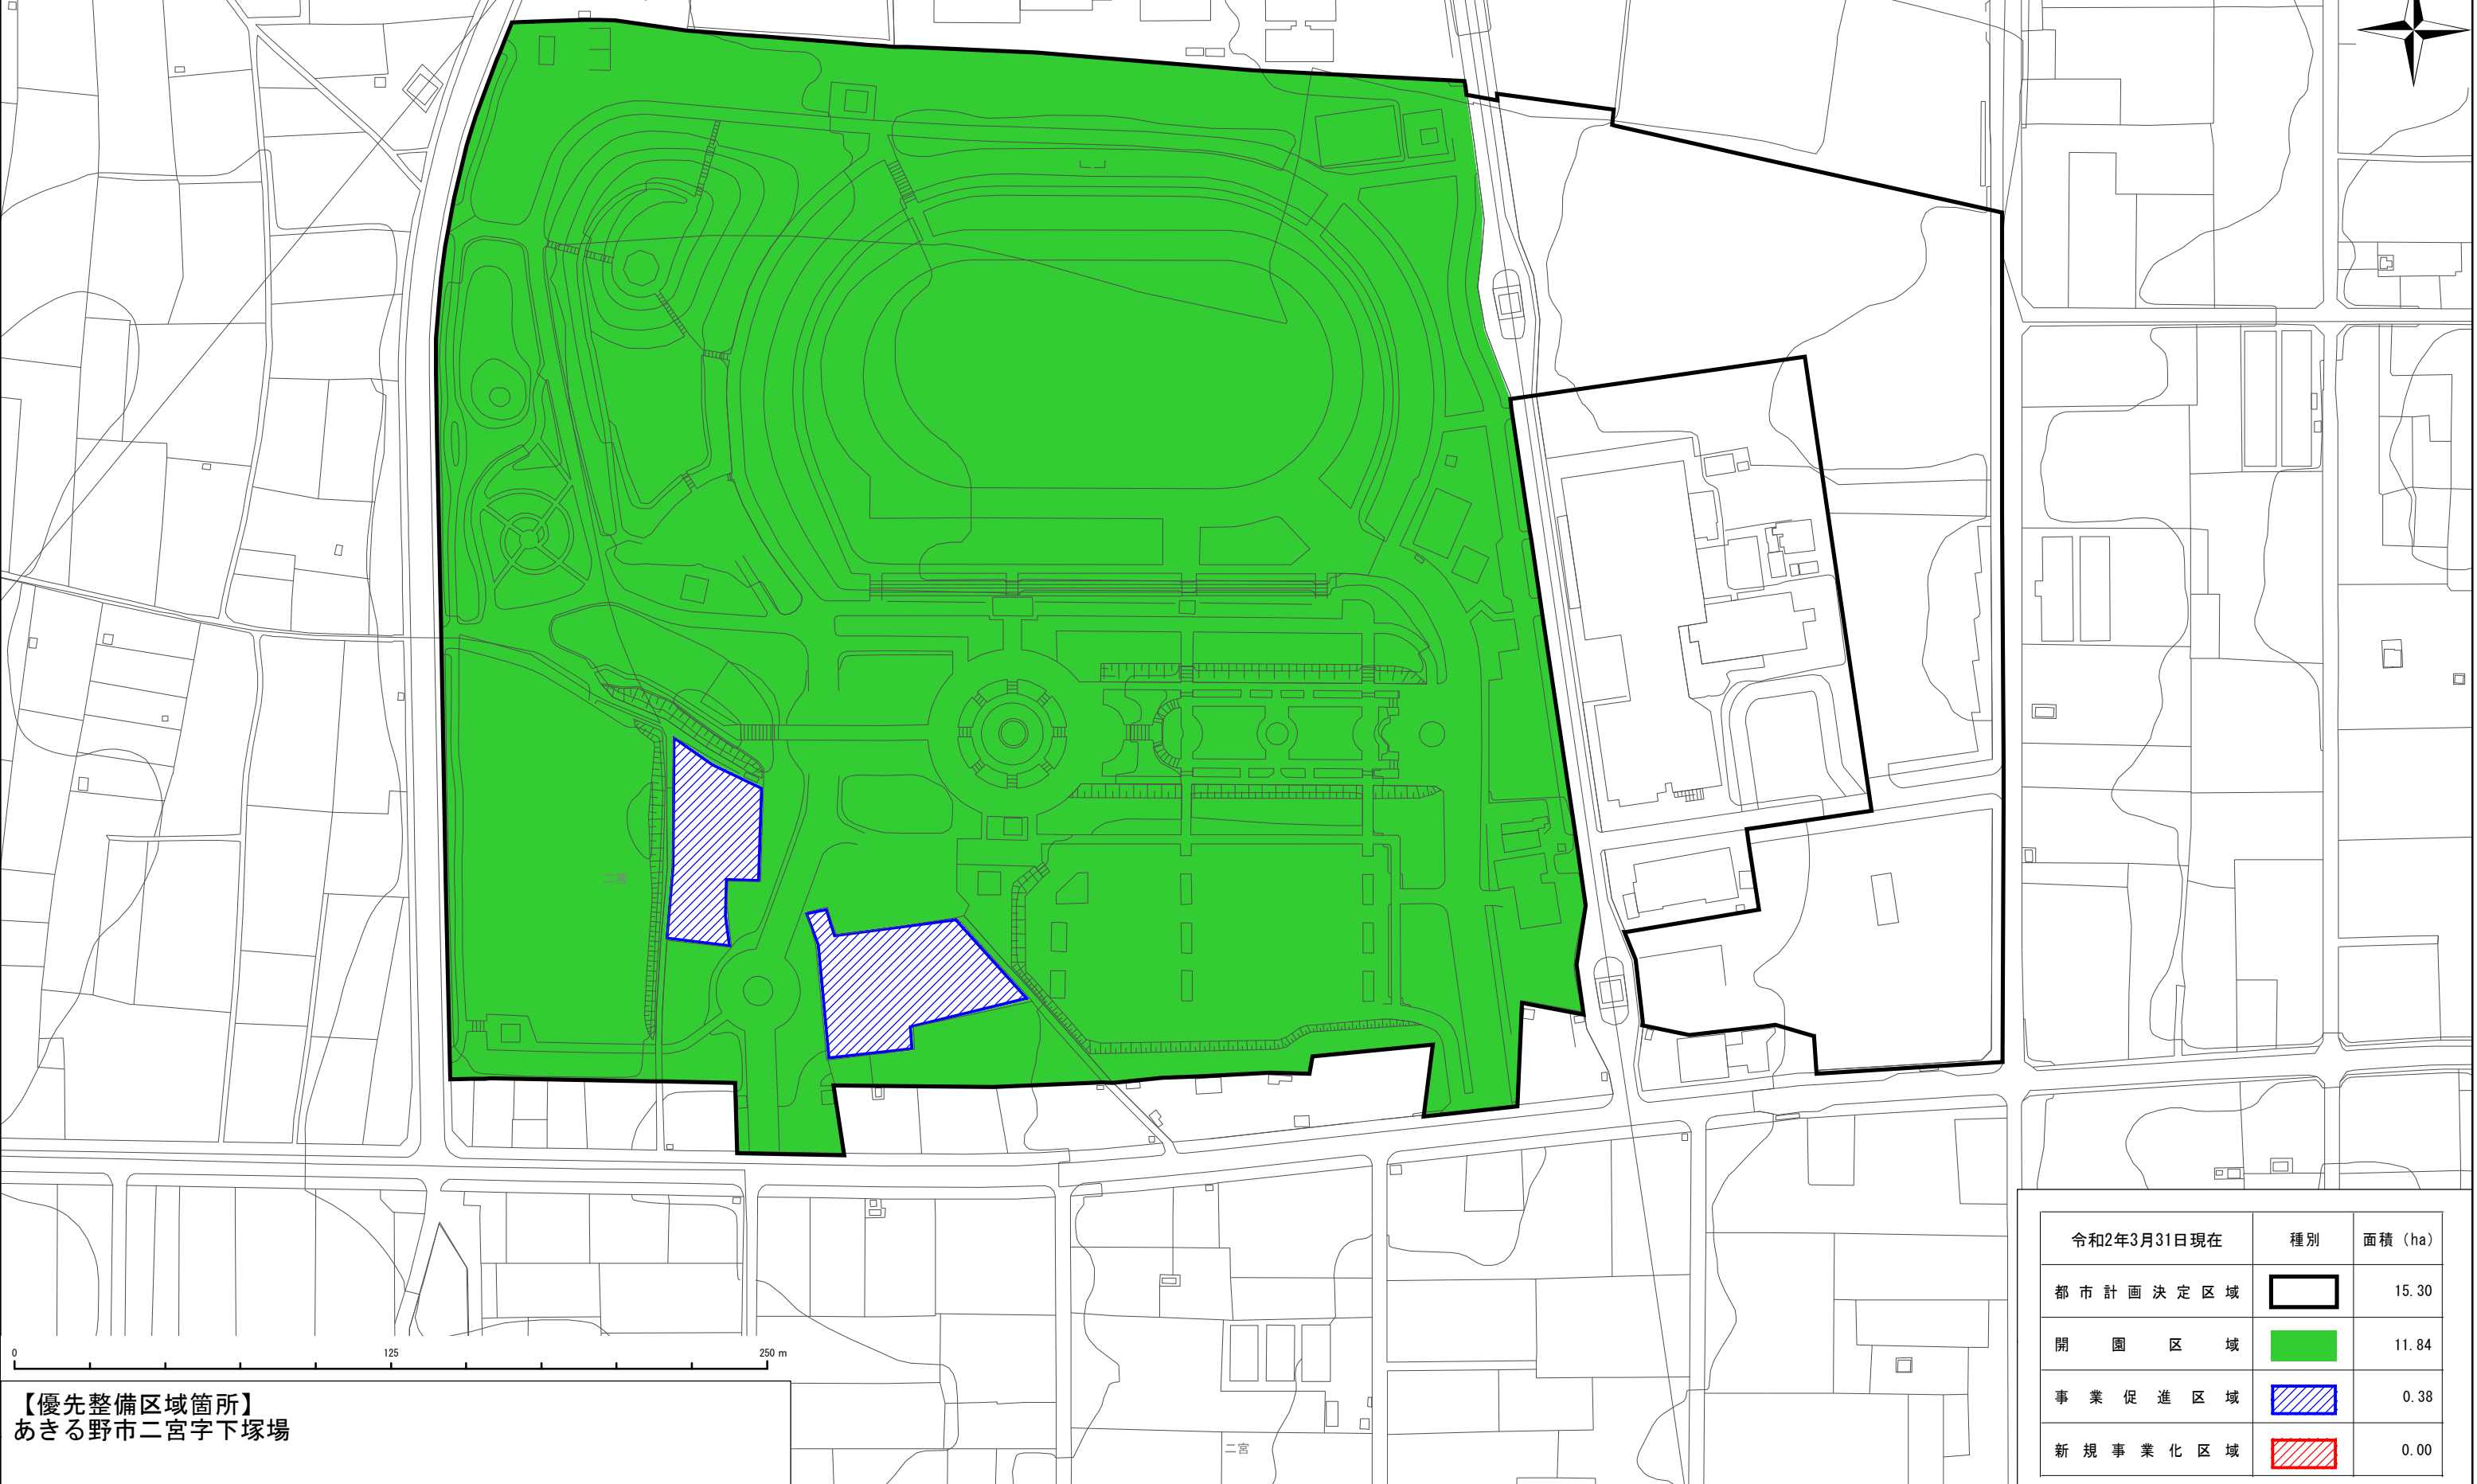 二宮
0 125 250 m
【優先整備区域箇所】
あきる野市二宮字下塚場
二宮
令和2年3月31日現在 種別 面積 (ha)
都市計画決定区域 15.30
開園区域 11.84
事業促進区域 0.38
新規事業化区域 0.00